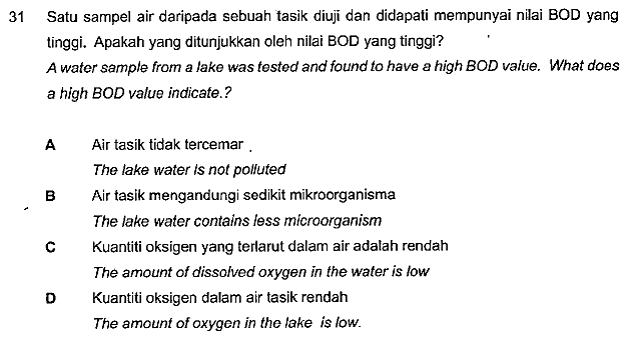 31 Satu sampel air daripada sebuah tasik diuji dan didapati mempunyai nilai BOD yang
tinggi. Apakah yang ditunjukkan oleh nilai BOD yang tinggi?
A water sample from a lake was tested and found to have a high BOD value. What does
a high BOD value indicate.?
A Air tasik tidak tercemar .
The lake water is not polluted
B Air tasik mengandungi sedikit mikroorganisma
The lake water contains less microorganism
C Kuantiti oksigen yang terlarut dalam air adalah rendah
The amount of dissolved oxygen in the water is low
D Kuantiti oksigen dalam air tasik rendah
The amount of oxygen in the lake is low.